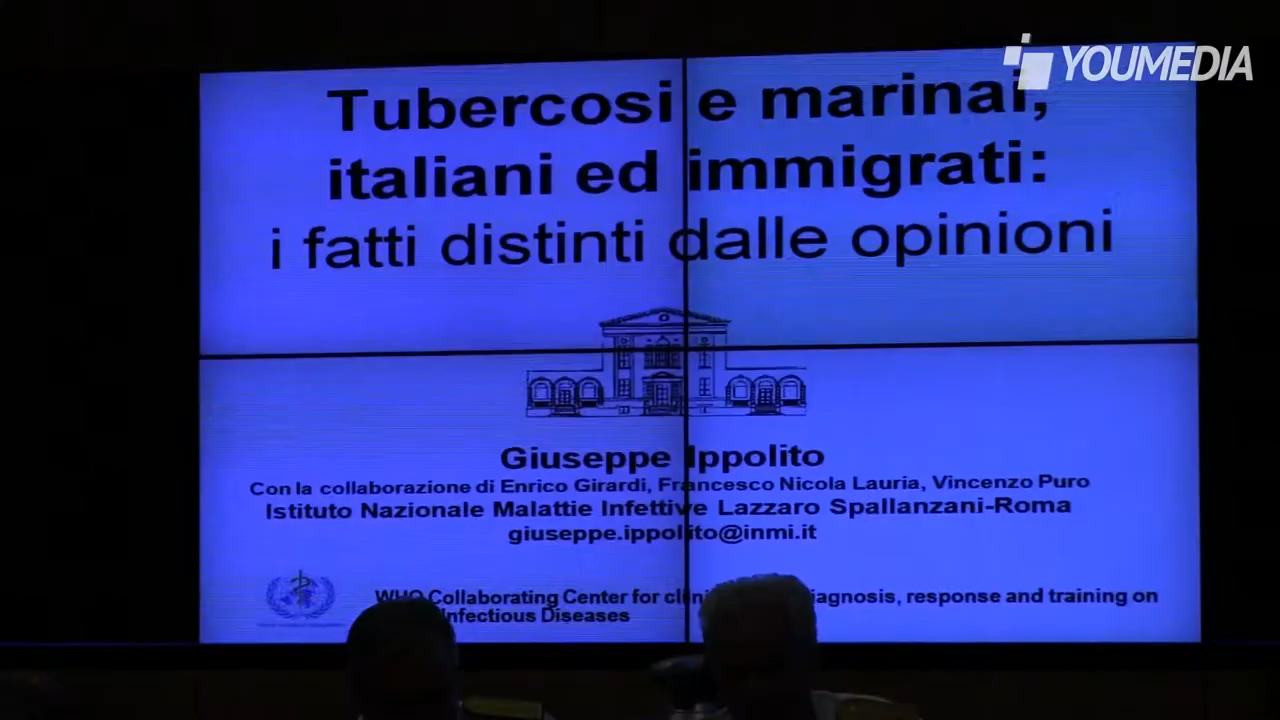 YOUMEDIA
Tubercosi e marinai,
italiani ed immigrati:
i fatti distinti dalle opinioni
Giuseppe Ippolito
Con la collaborazione di Enrico Girardi, Francesco Nicola Lauria, Vincenzo Puro
Istituto Nazionale Malattie Infettive Lazzaro Spallanzani-Roma
giuseppe.ippolito@inmi.it
WHO Collaborating Center for iagnosis, response and training on
Infectious Diseases